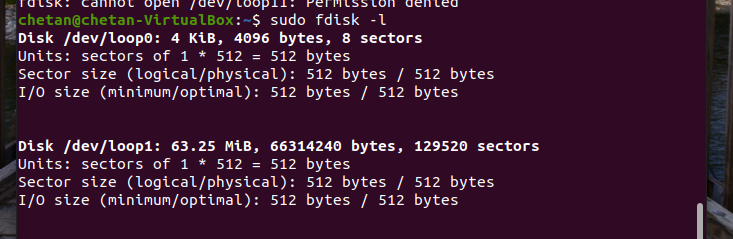 fdisk: cannot open /dev/loop11: Permission denied
chetan@chetan-VirtualBox:~$ sudo fdisk -l
Disk /dev/loop0: 4 KiB, 4096 bytes, 8 sectors
Units: sectors of 1 * 512 = 512 bytes
Sector size (logical/physical): 512 bytes / 512 bytes
I/O size (minimum/optimal): 512 bytes / 512 bytes
Disk /dev/loop1: 63.25 MiB, 66314240 bytes, 129520 sectors
Units: sectors of 1 * 512 = 512 bytes
Sector size (logical/physical): 512 bytes / 512 bytes
I/O size (minimum/optimal): 512 bytes / 512 bytes